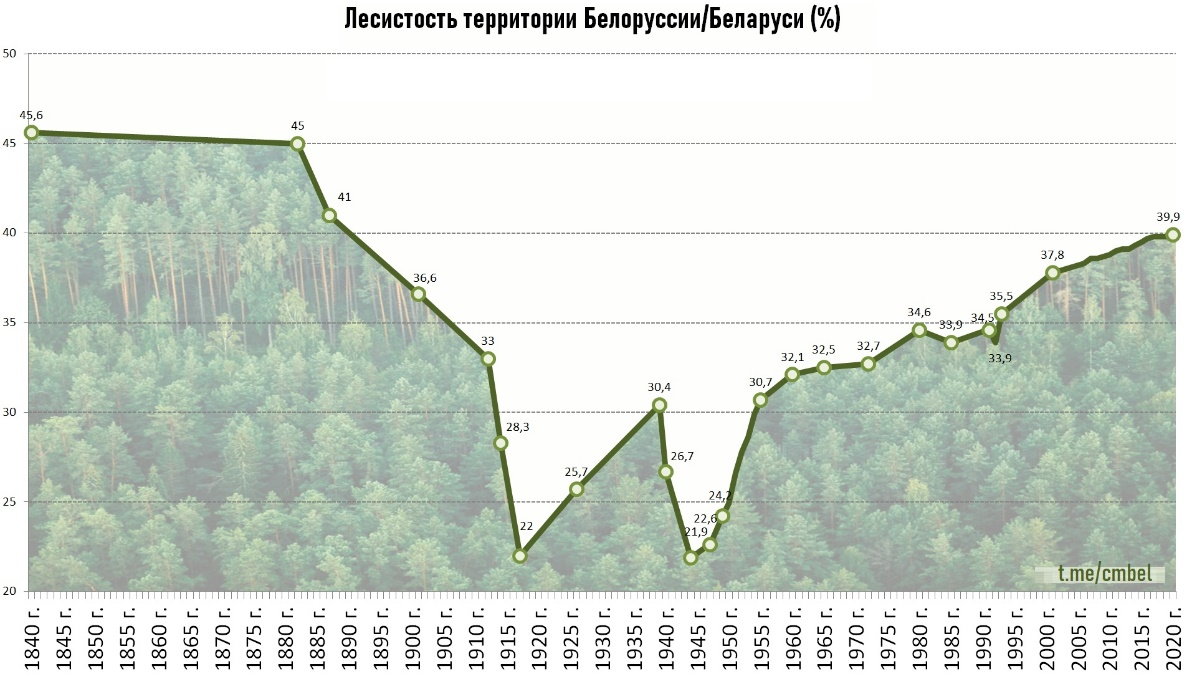 Лесистость территории Белоруссии/Беларуси (%)
50
45
40
35
30
25
20
45,6
45
41
36,6
33
28,3
22
25,7
30,4
26,7
21,9
22,6
24,2
30,7
32,1
32,5
32,7
34,6
33,9
34,5
33,9
35,5
37,8
39,9
t.me/cmbel
1840 г.
1845 г.
1850 г.
1855 г.
1860 г.
1865 г.
1870 г.
1875 г.
1880 г.
1885 г.
1890 г.
1895 г.
1900 г.
1905 г.
1910 г.
1915 г.
1920 г.
1925 г.
1930 г.
1935 г.
1940 г.
1945 г.
1950 г.
1955 г.
1960 г.
1965 г.
1970 г.
1975 г.
1980 г.
1985 г.
1990 г.
1995 г.
2000 г.
2005 г.
2010 г.
2015 г.
2020 г.